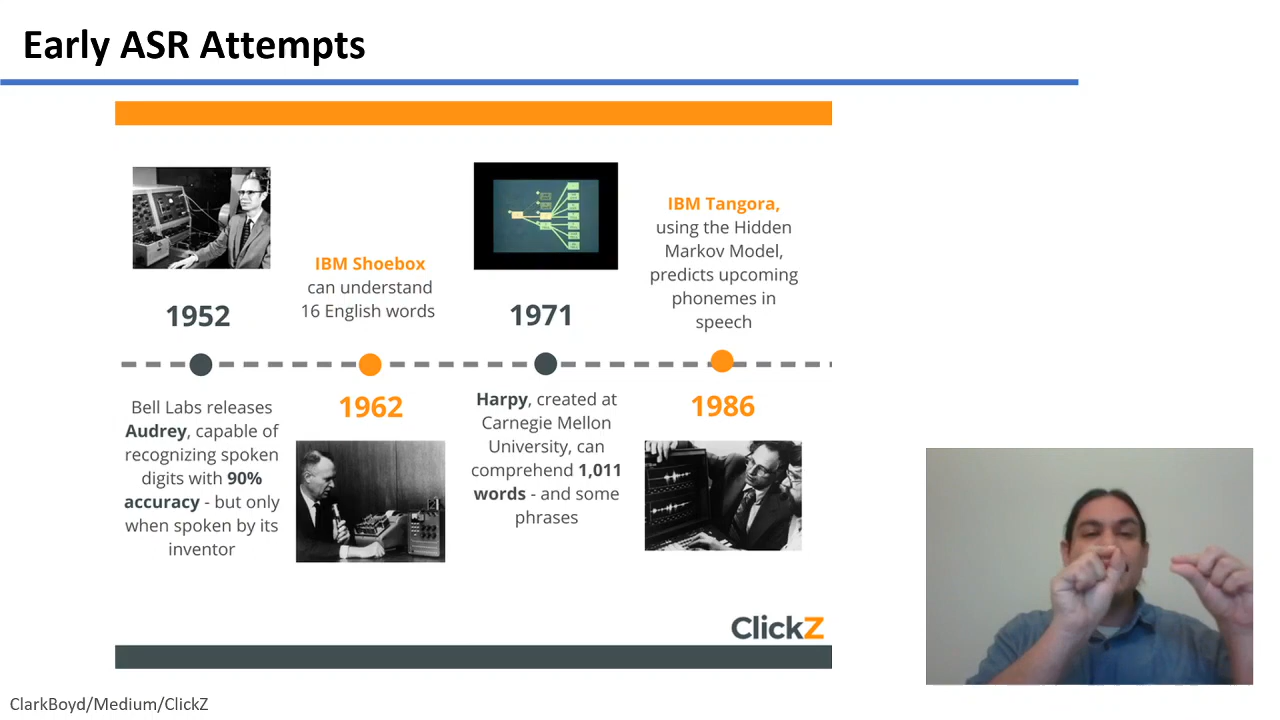 Early ASR Attempts
1952
Bell Labs releases
Audrey, capable of
recognizing spoken
digits with 90%
accuracy - but only
when spoken by its
inventor
IBM Shoebox
can understand
16 English words
1962
1971
Harpy, created at
Carnegie Mellon
University, can
comprehend 1,011
words - and some
phrases
IBM Tangora,
using the Hidden
Markov Model,
predicts upcoming
phonemes in
speech
1986
ClickZ
ClarkBoyd/Medium/ClickZ